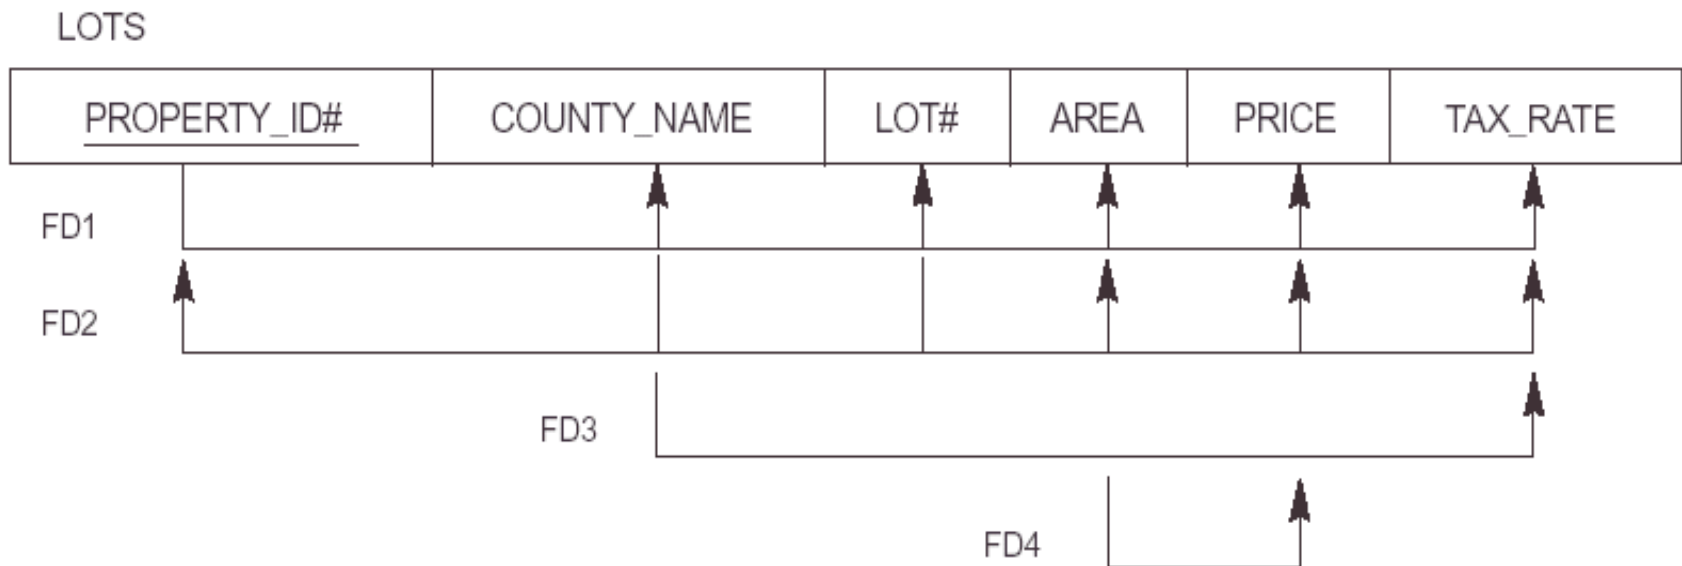 LOTS
PROPERTY_ID# COUNTY_NAME LOT# AREA PRICE TAX_RATE
FD1
FD2
FD3
FD4